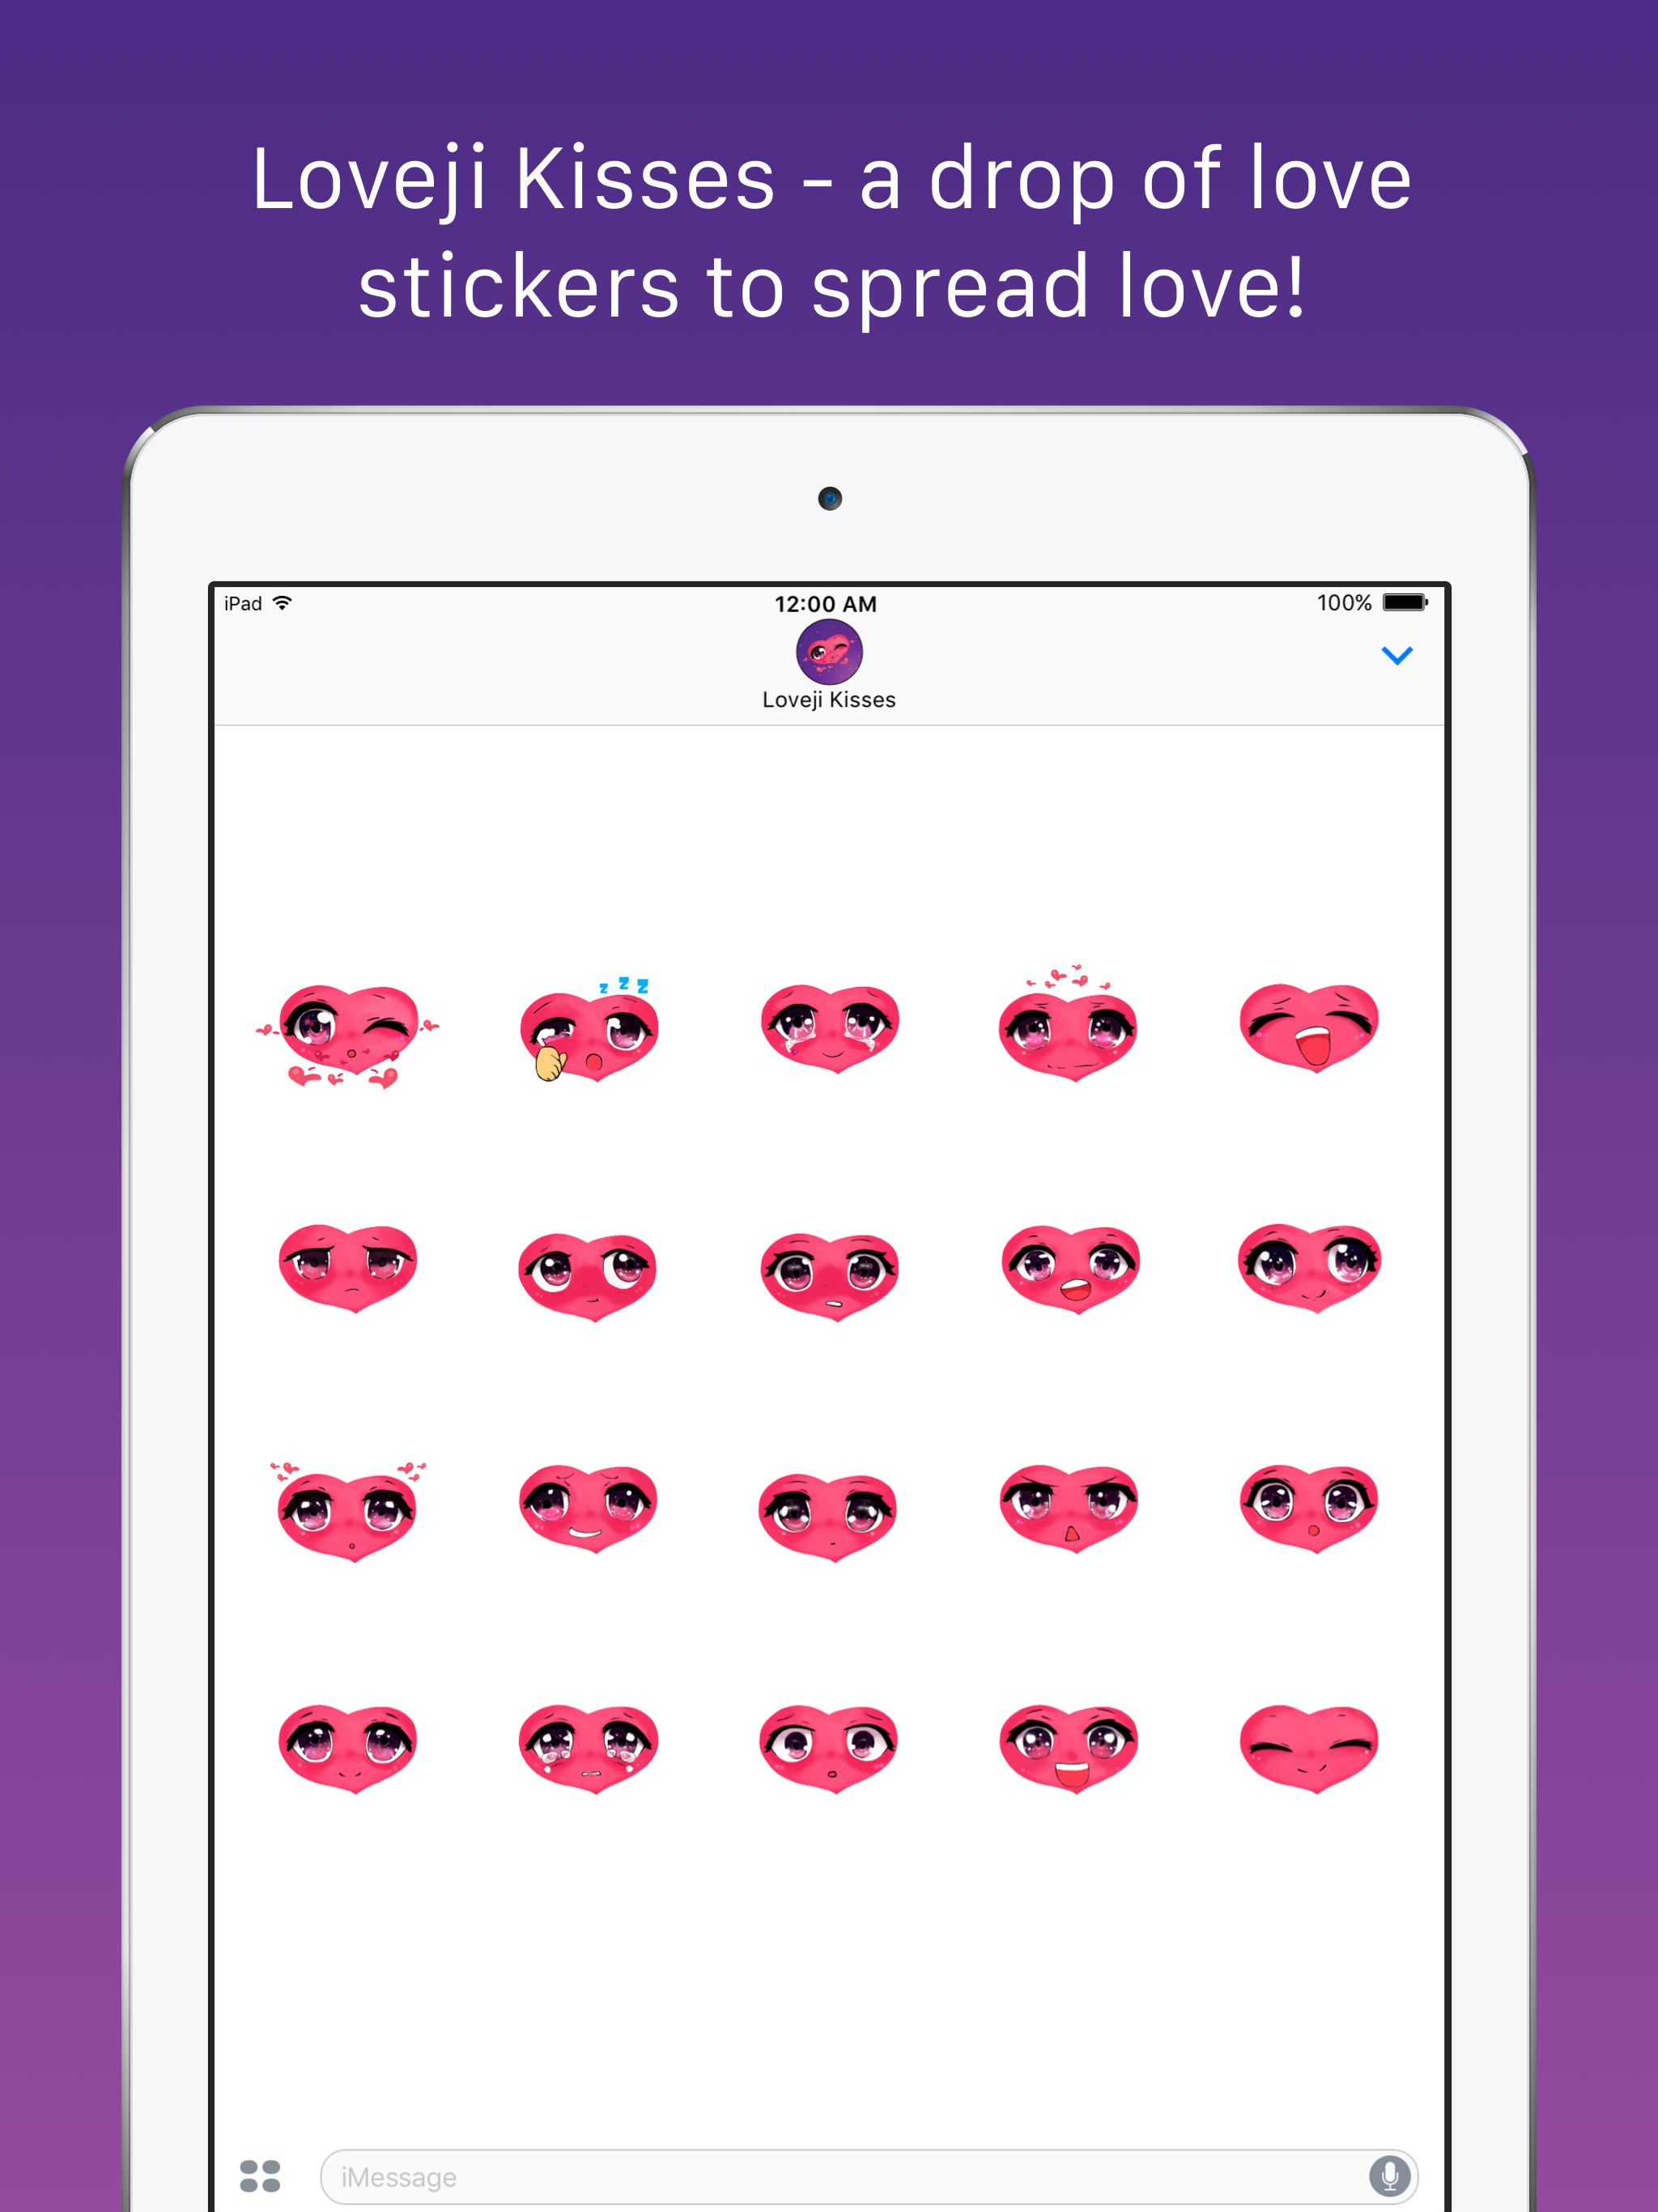 Loveji Kisses - a drop of love
stickers to spread love!
iPad 12:00 AM 100%
Loveji Kisses
z z z
iMessage